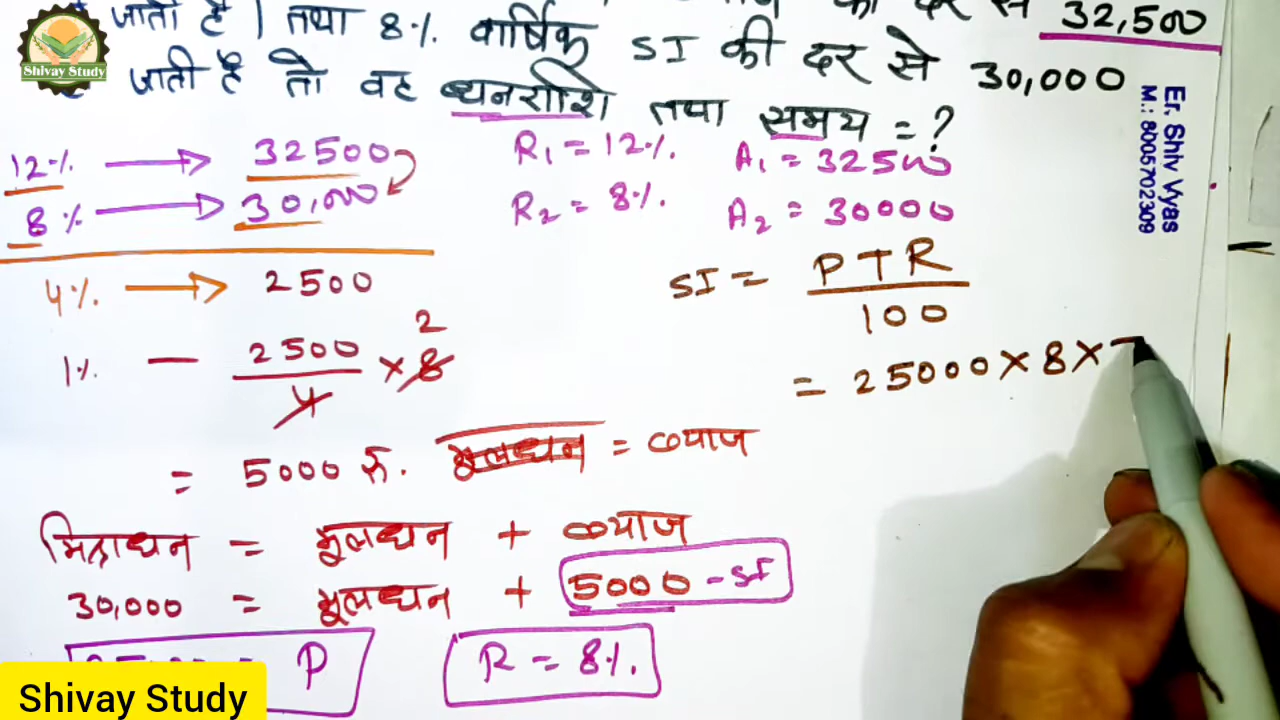 जाता है। तथा 8% वार्षिक SI की दर से 32,500
जाती है तो वह ध्यनराशि तथा समय = ? 30,000
Shivay Study
Er. Shiv Vyas
M.: 8005702309
12% → 32500
8% → 30,000
R₁ = 12%. A₁ = 32500
R₂ = 8%. A₂ = 30000
4% → 2500
SI = PTR
100
1% — 2500 × 8 2
4
= 25000 × 8 ×
= 5000 रु. मूलधन = ब्याज
मिश्रधन = मूलधन + ब्याज
30,000 = मूलधन + 5000 - SI
P R = 8%.
Shivay Study